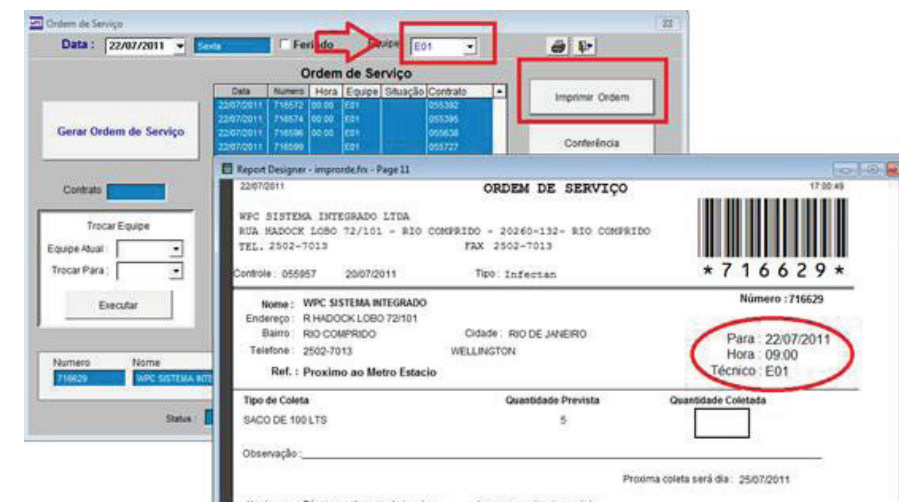 Ordem de Serviço
Data : 22/07/2011 Sexta Feriado Equipe E01
Ordem de Serviço
Data Numero Hora Equipe Situação Contrato
22/07/2011 716572 00:00 E01 055392
22/07/2011 716574 00:00 E01 055395
22/07/2011 716596 00:00 E01 055638
22/07/2011 716599 E01 055727
Imprimir Ordem
Gerar Ordem de Serviço
Conferência
Contrato
Trocar Equipe
Equipe Atual :
Trocar Para :
Executar
Numero Nome
716629 WPC SISTEMA INTE
Status :
Report Designer - improrde.frx - Page 11
22/07/2011 ORDEM DE SERVIÇO 17:00:49
WPC SISTEMA INTEGRADO LTDA
RUA HADOCK LOBO 72/101 - RIO COMPRIDO - 20260-132- RIO COMPRIDO
TEL. 2502-7013 FAX 2502-7013
*716629*
Controle : 055957 20/07/2011 Tipo : Infectan
Número : 716629
Nome : WPC SISTEMA INTEGRADO
Endereço : R HADOCK LOBO 72/101
Bairro : RIO COMPRIDO Cidade : RIO DE JANEIRO
Telefone : 2502-7013 WELLINGTON
Ref. : Proximo ao Metro Estacio
Para : 22/07/2011
Hora : 09:00
Técnico : E01
Tipo de Coleta Quantidade Prevista Quantidade Coletada
SACO DE 100 LTS 5
Observação :
Proxima coleta será dia : 25/07/2011